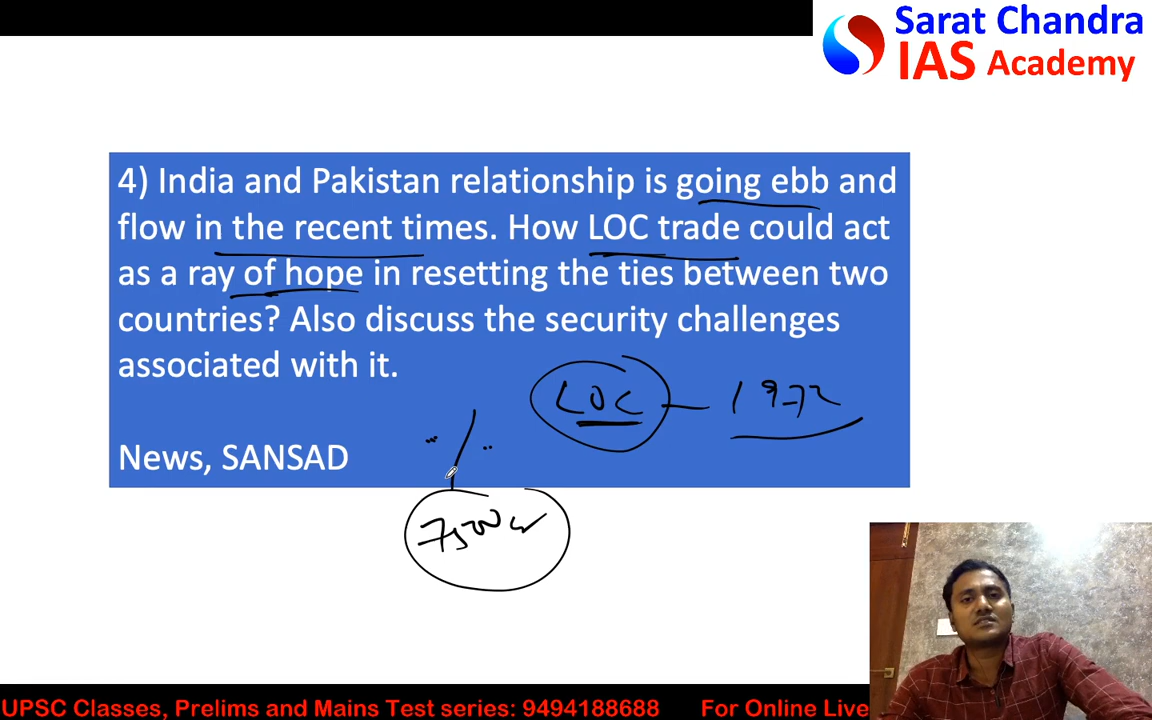 Sarat Chandra
IAS Academy
4) India and Pakistan relationship is going ebb and
flow in the recent times. How LOC trade could act
as a ray of hope in resetting the ties between two
countries? Also discuss the security challenges
associated with it.
LOC - 1972
News, SANSAD
UPSC Classes, Prelims and Mains Test series: 9494188688 For Online Live